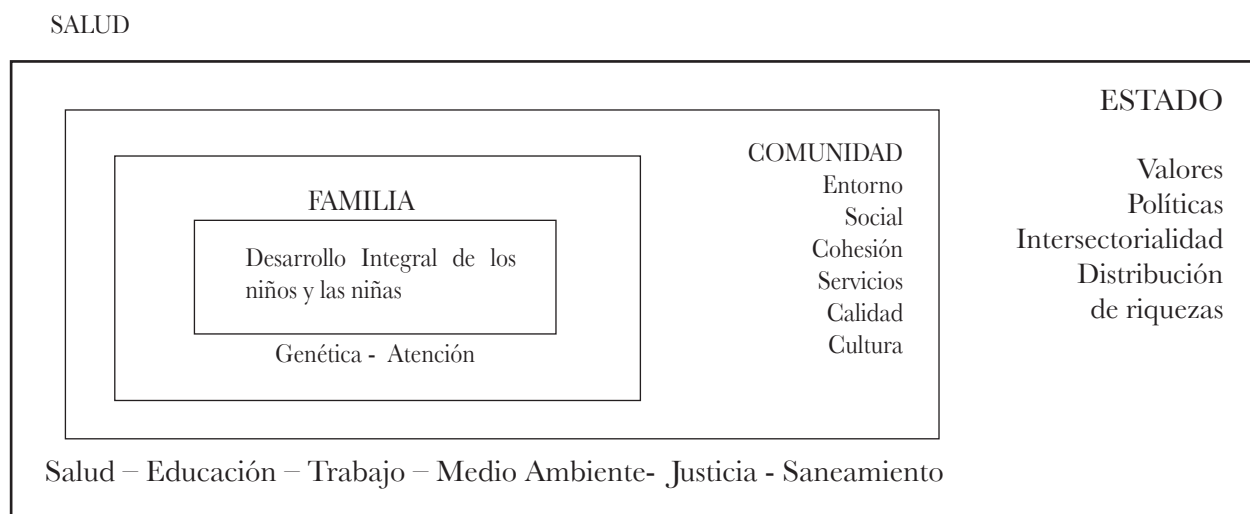 SALUD
ESTADO
Valores
Políticas
Intersectorialidad
Distribución
de riquezas
COMUNIDAD
Entorno
Social
Cohesión
Servicios
Calidad
Cultura
FAMILIA
Desarrollo Integral de los
niños y las niñas
Genética - Atención
Salud – Educación – Trabajo – Medio Ambiente- Justicia - Saneamiento